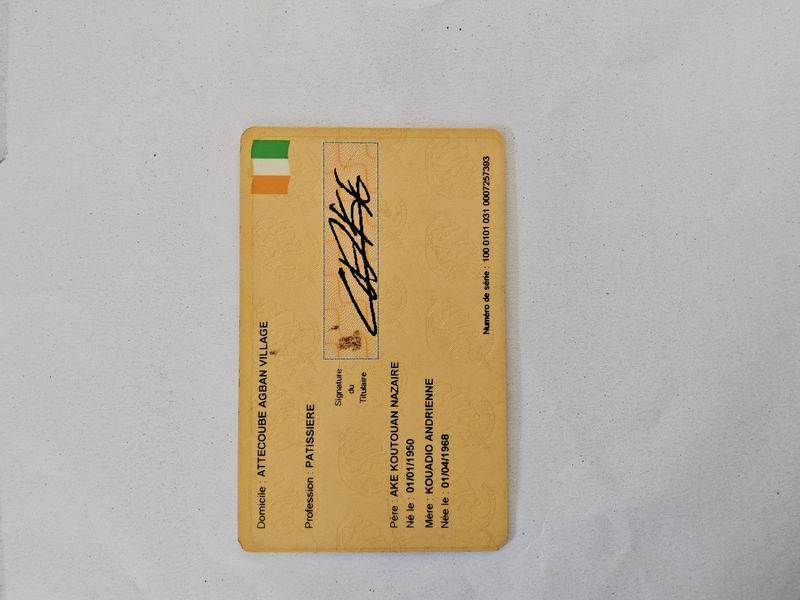 Domicile : ATTECOUBE AGBAN VILLAGE
Profession : PATISSIERE
Signature
du
Titulaire
Père : AKE KOUTOUAN NAZAIRE
Né le : 01/01/1950
Mère : KOUADIO ANDRIENNE
Née le : 01/04/1968
Numéro de série : 100 0101 031 0007257393